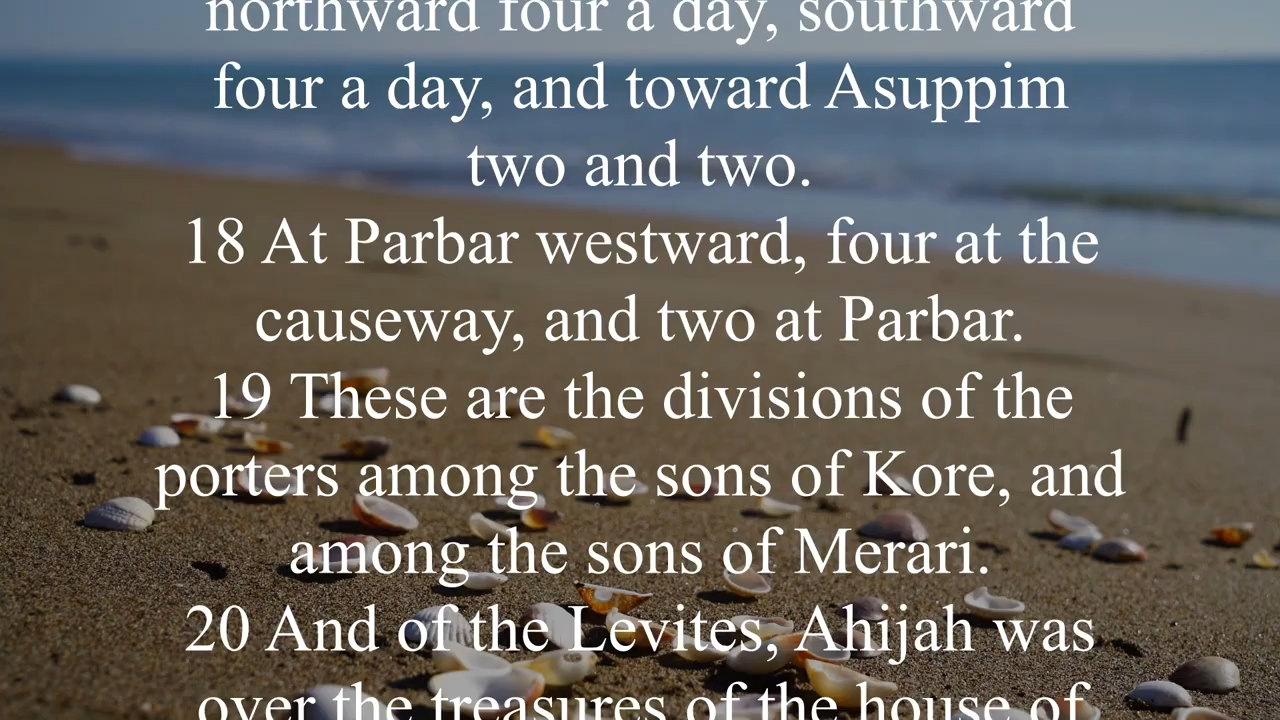 northward four a day, southward
four a day, and toward Asuppim
two and two.
18 At Parbar westward, four at the
causeway, and two at Parbar.
19 These are the divisions of the
porters among the sons of Kore, and
among the sons of Merari.
20 And of the Levites, Ahijah was
over the treasures of the house of